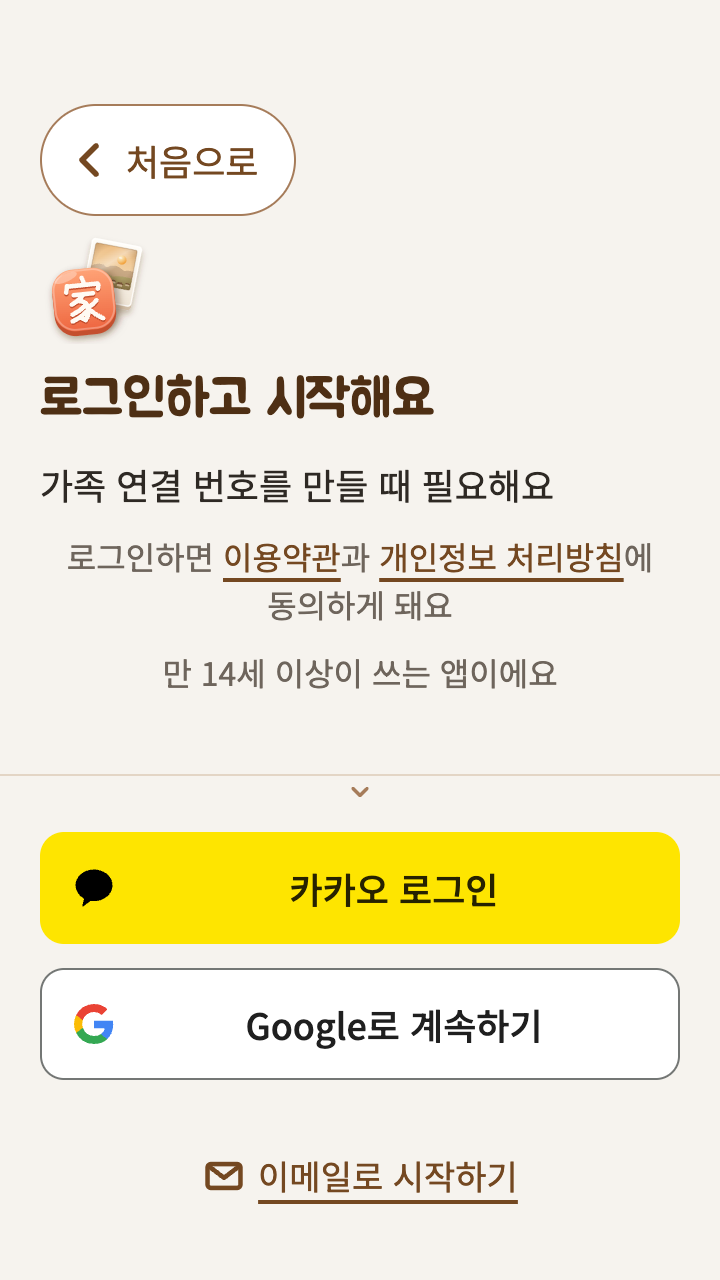 처음으로
家
로그인하고 시작해요
가족 연결 번호를 만들 때 필요해요
로그인하면 이용약관과 개인정보 처리방침에
동의하게 돼요
만 14세 이상이 쓰는 앱이에요
카카오 로그인
Google로 계속하기
이메일로 시작하기